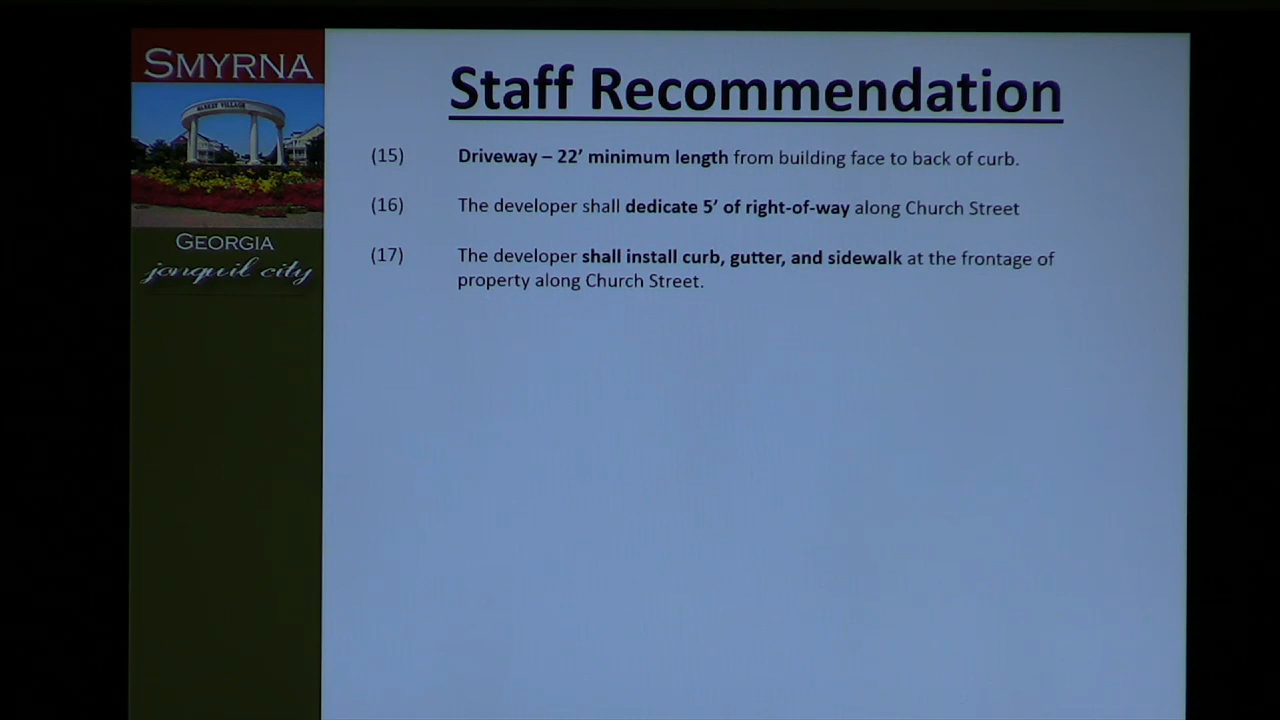 SMYRNA
MARKET VILLAGE
GEORGIA
jonquil city
Staff Recommendation
(15) Driveway – 22’ minimum length from building face to back of curb.
(16) The developer shall dedicate 5’ of right-of-way along Church Street
(17) The developer shall install curb, gutter, and sidewalk at the frontage of
property along Church Street.